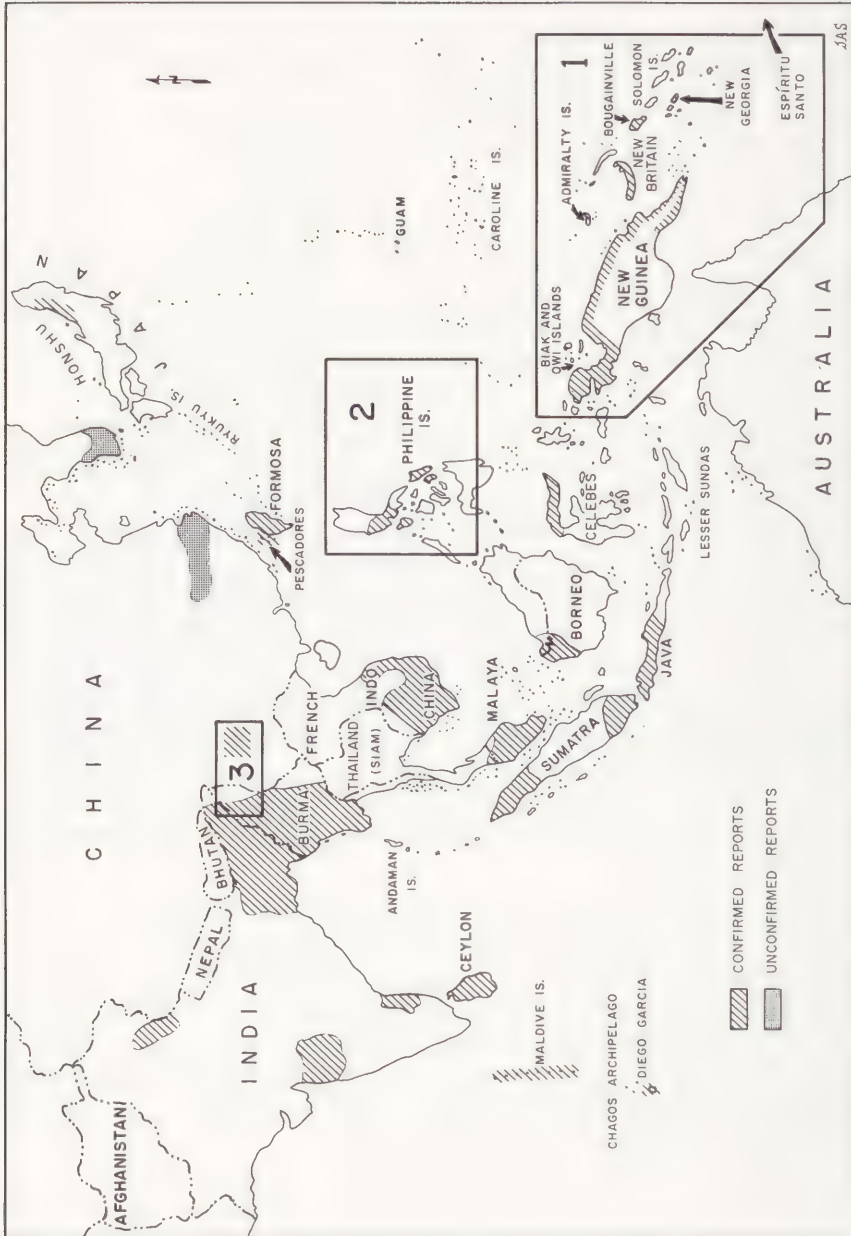 AFGHANISTAN
CHINA
NEPAL
BHUTAN
INDIA
BURMA
3
FRENCH
INDO
CHINA
THAILAND
(SIAM)
MALAYA
SUMATRA
JAVA
BORNEO
CELEBES
LESSER SUNDAS
ANDAMAN
IS.
CEYLON
MALDIVE IS.
CHAGOS ARCHIPELAGO
DIEGO GARCIA
HONSHU
JAPAN
RYUKYU IS.
FORMOSA
PESCADORES
2
PHILIPPINE
IS.
GUAM
CAROLINE IS.
1
ADMIRALTY IS.
BOUGAINVILLE
SOLOMON
IS.
NEW
BRITAIN
NEW
GEORGIA
ESPÍRITU
SANTO
BIAK AND
OWI ISLANDS
NEW
GUINEA
AUSTRALIA
N
CONFIRMED REPORTS
UNCONFIRMED REPORTS
JAS